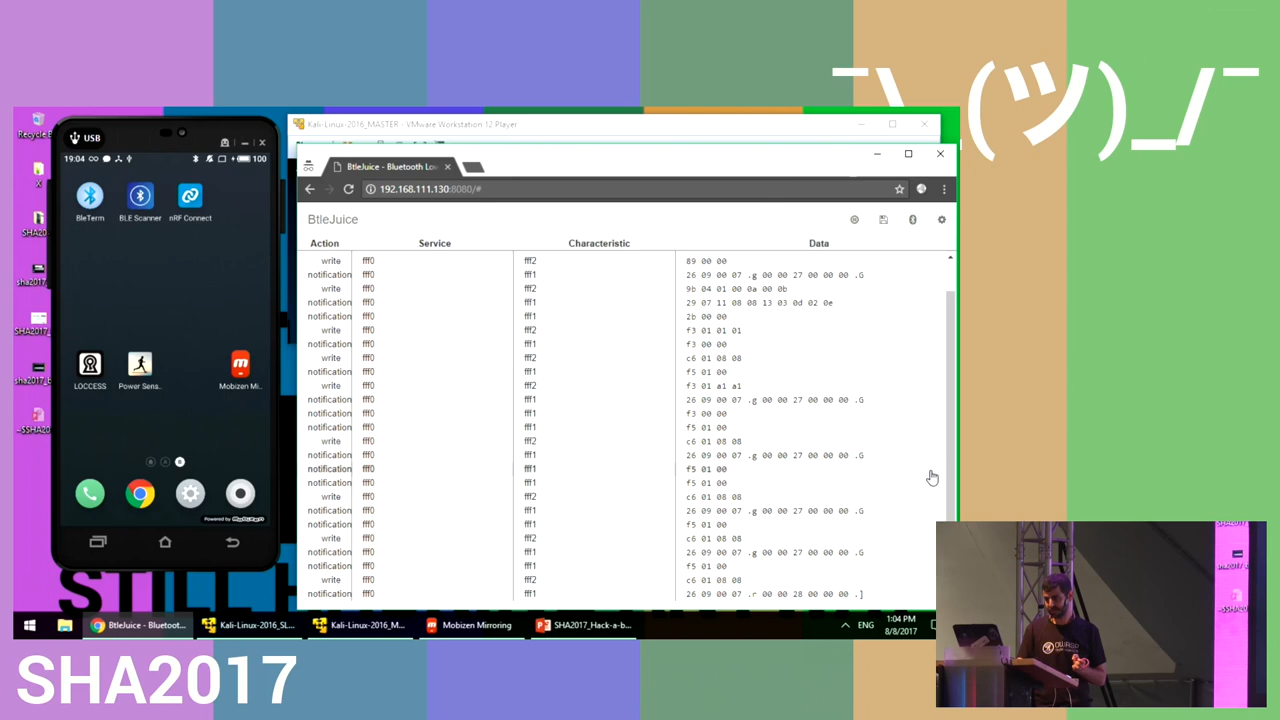 ¯\_(ツ)_/¯
USB
19:04
100
BleTerm
BLE Scanner
nRF Connect
LOCCESS
Power Sens..
Mobizen Mi..
Powered by
Recycle B
X
SHA20
sha2017
SHA2017
~$SHA20
Kali-Linux-2016_MASTER - VMware Workstation 12 Player
BtleJuice - Bluetooth Lo
192.168.111.130:8080/#
BtleJuice
Action Service Characteristic Data
write fff0 fff2 89 00 00
notification fff0 fff1 26 09 00 07 .g 00 00 27 00 00 00 .G
write fff0 fff2 9b 04 01 00 0a 00 0b
notification fff0 fff1 29 07 11 08 08 13 03 0d 02 0e
notification fff0 fff1 2b 00 00
write fff0 fff2 f3 01 01 01
notification fff0 fff1 f3 00 00
write fff0 fff2 c6 01 08 08
notification fff0 fff1 f5 01 00
write fff0 fff2 f3 01 a1 a1
notification fff0 fff1 26 09 00 07 .g 00 00 27 00 00 00 .G
notification fff0 fff1 f3 00 00
notification fff0 fff1 f5 01 00
write fff0 fff2 c6 01 08 08
notification fff0 fff1 26 09 00 07 .g 00 00 27 00 00 00 .G
notification fff0 fff1 f5 01 00
notification fff0 fff1 f5 01 00
write fff0 fff2 c6 01 08 08
notification fff0 fff1 26 09 00 07 .g 00 00 27 00 00 00 .G
notification fff0 fff1 f5 01 00
write fff0 fff2 c6 01 08 08
notification fff0 fff1 26 09 00 07 .g 00 00 27 00 00 00 .G
notification fff0 fff1 f5 01 00
write fff0 fff2 c6 01 08 08
notification fff0 fff1 26 09 00 07 .r 00 00 28 00 00 00 .]
STILL H
BtleJuice - Bluetoot...
Kali-Linux-2016_SL...
Kali-Linux-2016_M...
Mobizen Mirroring
SHA2017_Hack-a-b...
ENG
1:04 PM
8/8/2017
OWASP
SHA2017